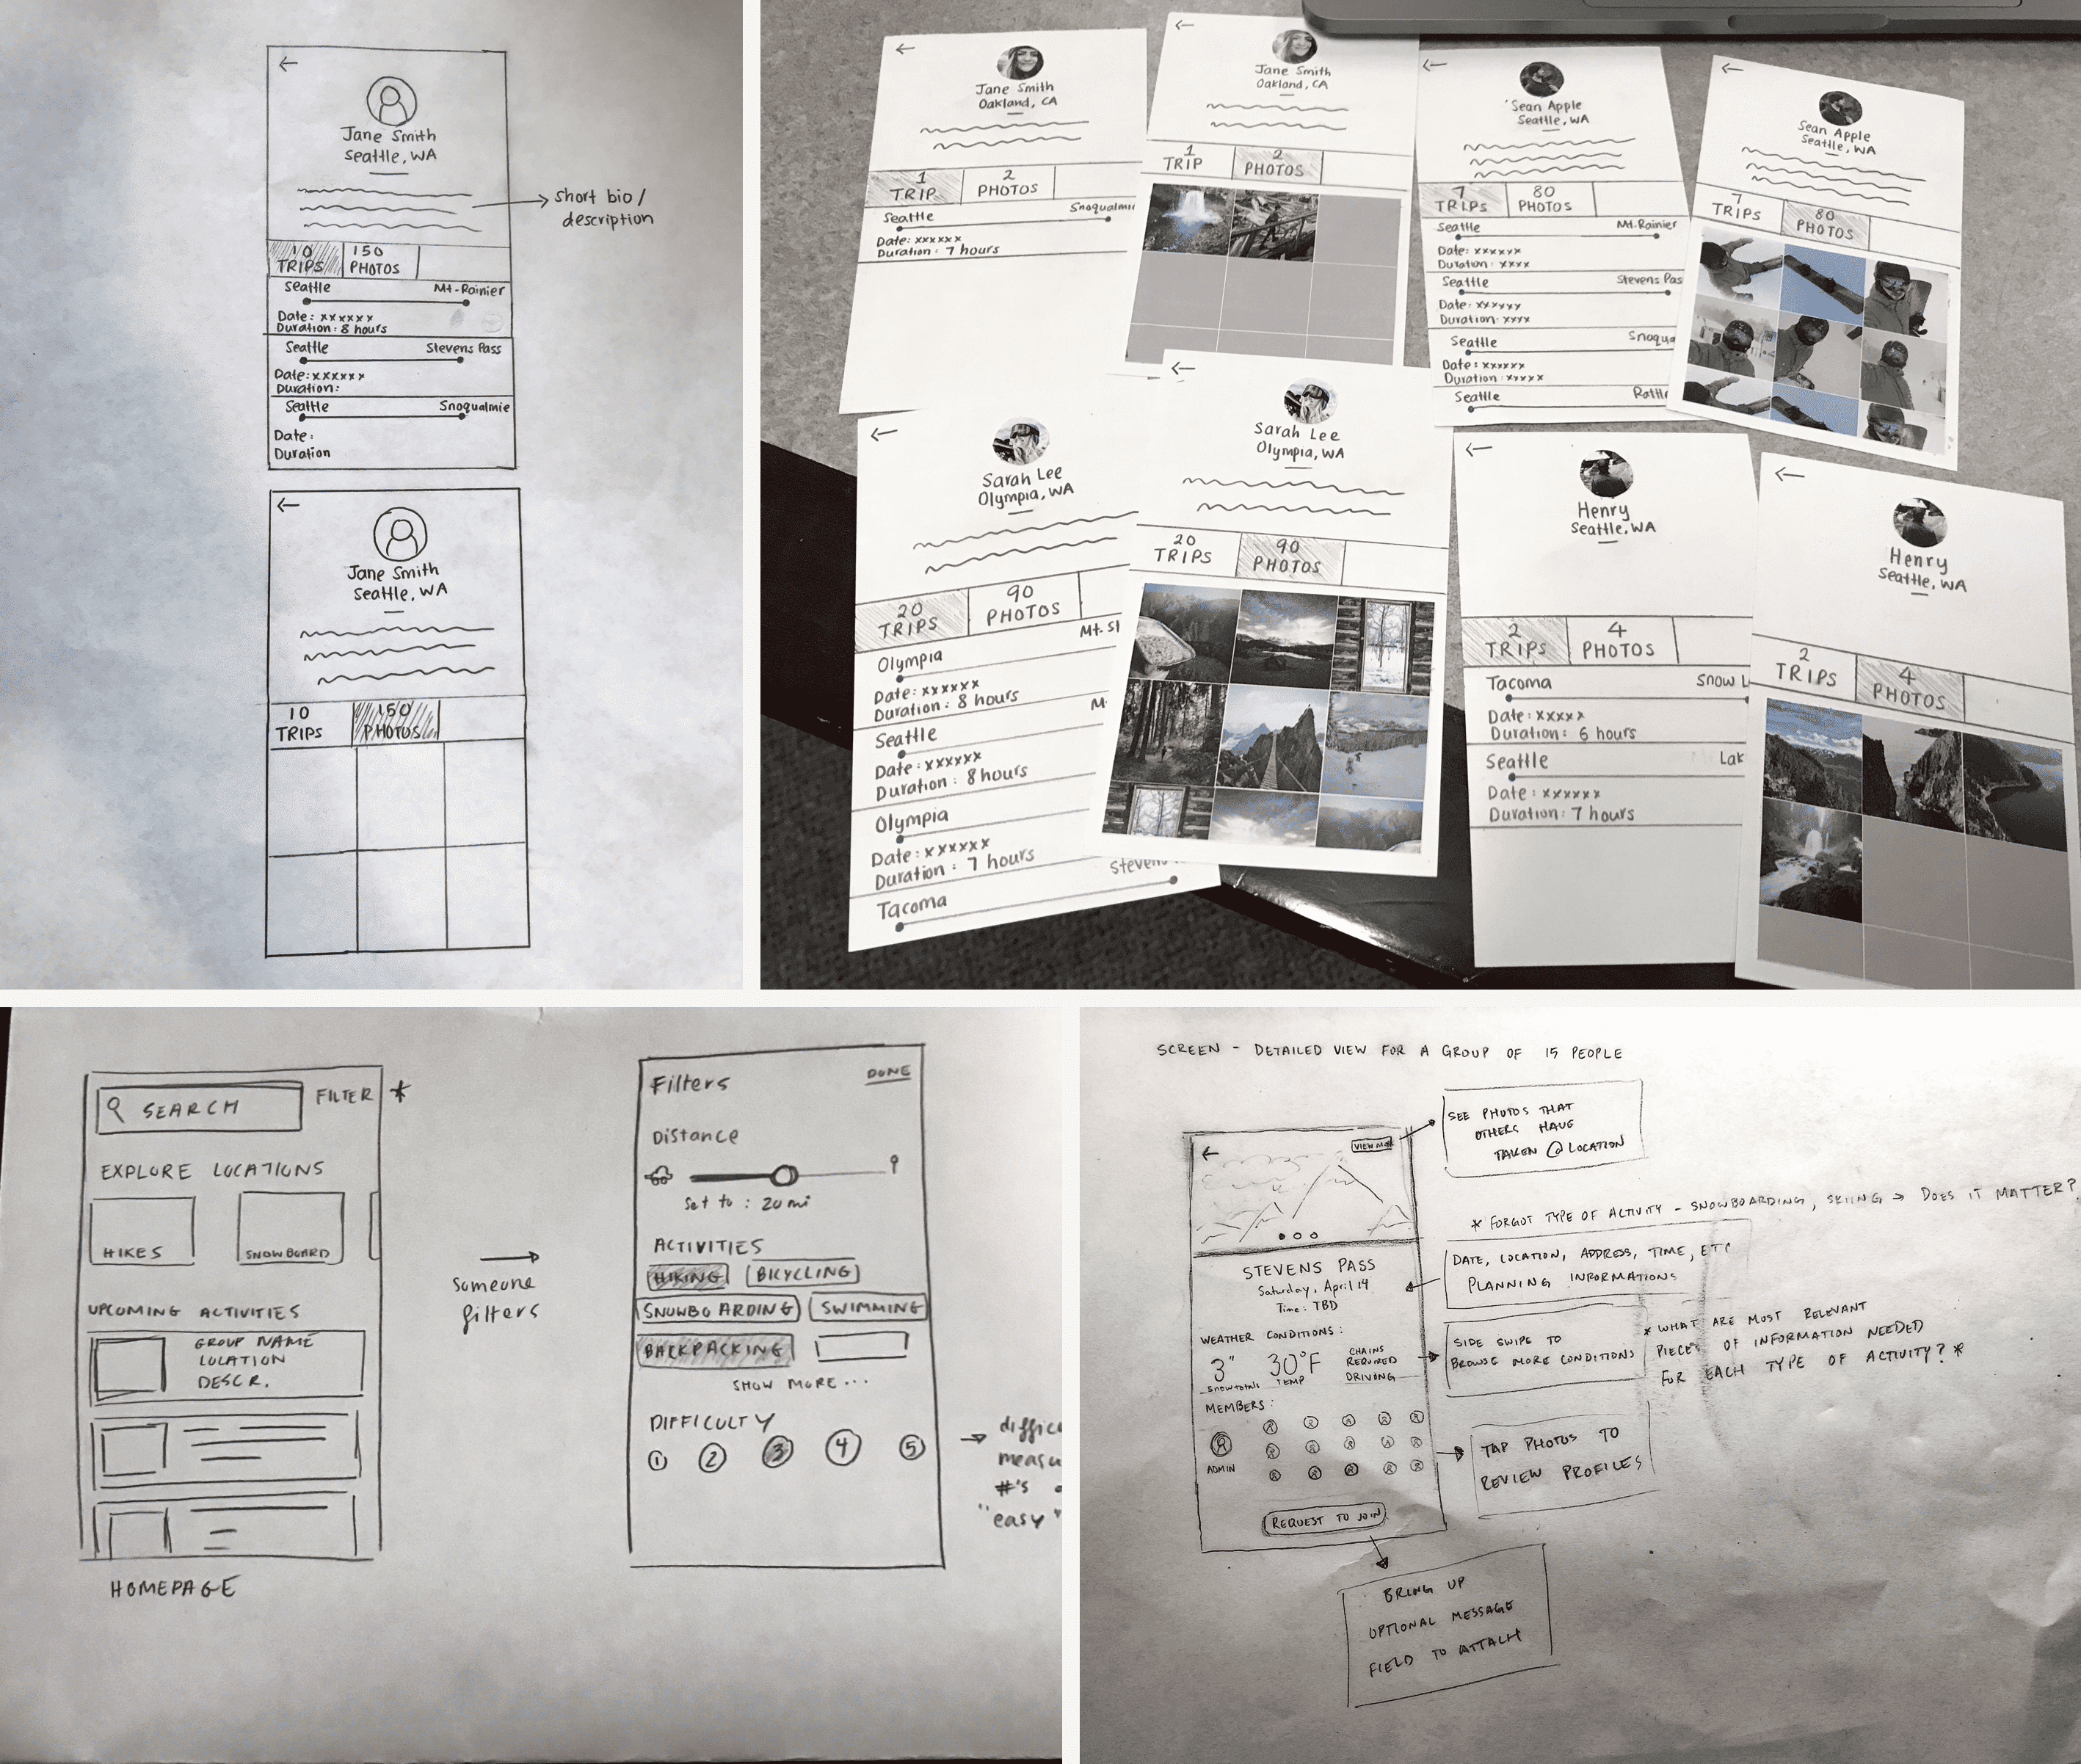 ←
Jane Smith
Seattle, WA
short bio /
description
10 150
TRIPS PHOTOS
Seattle Mt. Rainier
Date: xxxxxx
Duration: 8 hours
Seattle Stevens Pass
Date: xxxxxx
Duration:
Seattle Snoqualmie
Date:
Duration
←
Jane Smith
Seattle, WA
10 150
TRIPS PHOTOS
←
Jane Smith
Oakland, CA
1 2
TRIP PHOTOS
Seattle Snoqualmi
Date: xxxxxx
Duration: 7 hours
←
Jane Smith
Oakland, CA
1 2
TRIP PHOTOS
←
Sean Apple
Seattle, WA
7 80
TRIPS PHOTOS
Seattle Mt. Rainier
Date: xxxxxx
Duration: xxxx
Seattle Stevens Pas
Date: xxxxxx
Duration: xxxx
Seattle Snoqua
Date: xxxxxx
Duration: xxxxx
Seattle Rattl
←
Sean Apple
Seattle, WA
7 80
TRIPS PHOTOS
←
Sarah Lee
Olympia, WA
20 90
TRIPS PHOTOS
Olympia Mt. St
Date: xxxxxx
Duration: 8 hours
Seattle M
Date: xxxxxx
Duration: 8 hours
Olympia
Date: xxxxxx
Duration: 7 hours
Tacoma Steven
←
Sarah Lee
Olympia, WA
20 90
TRIPS PHOTOS
←
Henry
Seattle, WA
2 4
TRIPS PHOTOS
Tacoma Snow L
Date: xxxxx
Duration: 6 hours
Seattle Lak
Date: xxxxxx
Duration: 7 hours
←
Henry
Seattle, WA
2 4
TRIPS PHOTOS
SEARCH FILTER *
EXPLORE LOCATIONS
HIKES SNOWBOARD
UPCOMING ACTIVITIES
GROUP NAME
LOCATION
DESCR.
HOMEPAGE
→
Someone
filters
Filters DONE
Distance
Set to : 20 mi
ACTIVITIES
HIKING BICYCLING
SNOWBOARDING SWIMMING
BACKPACKING
SHOW MORE...
DIFFICULTY
1 2 3 4 5
→ diffic
measu
#'s
"easy"
SCREEN - DETAILED VIEW FOR A GROUP OF 15 PEOPLE
←
SEE PHOTOS THAT
OTHERS HAVE
TAKEN @ LOCATION
* FORGOT TYPE OF ACTIVITY - SNOWBOARDING, SKIING → DOES IT MATTER?
STEVENS PASS
Saturday, April 14
Time: TBD
DATE, LOCATION, ADDRESS, TIME, ETC
PLANNING INFORMATIONS
WEATHER CONDITIONS:
3" 30°F CHAINS
REQUIRED
DRIVING
snow totals TEMP
SIDE SWIPE TO
BROWSE MORE CONDITIONS
* WHAT ARE MOST RELEVANT
PIECES OF INFORMATION NEEDED
FOR EACH TYPE OF ACTIVITY? *
MEMBERS:
ADMIN
TAP PHOTOS TO
REVIEW PROFILES
REQUEST TO JOIN
BRING UP
OPTIONAL MESSAGE
FIELD TO ATTACH